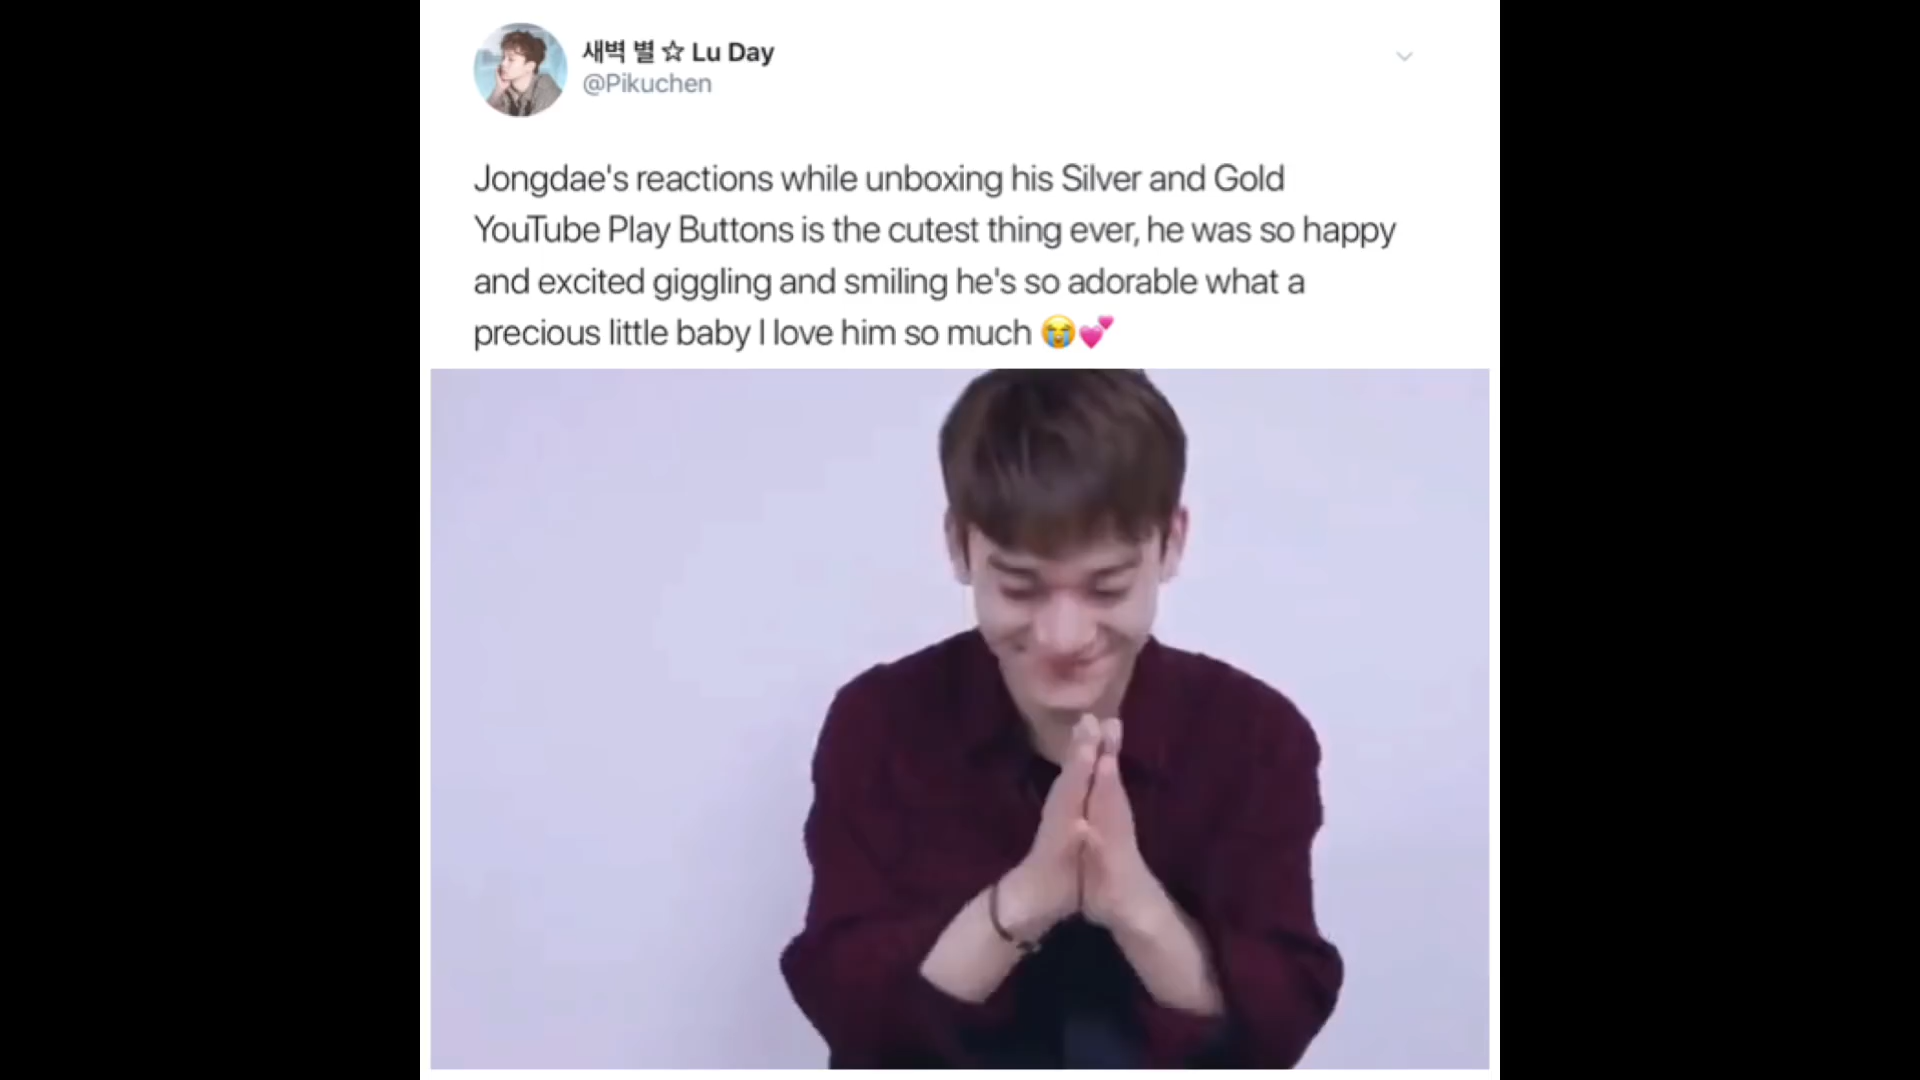 새벽 별 ☆ Lu Day
@Pikuchen
Jongdae's reactions while unboxing his Silver and Gold
YouTube Play Buttons is the cutest thing ever, he was so happy
and excited giggling and smiling he's so adorable what a
precious little baby I love him so much 😭💕